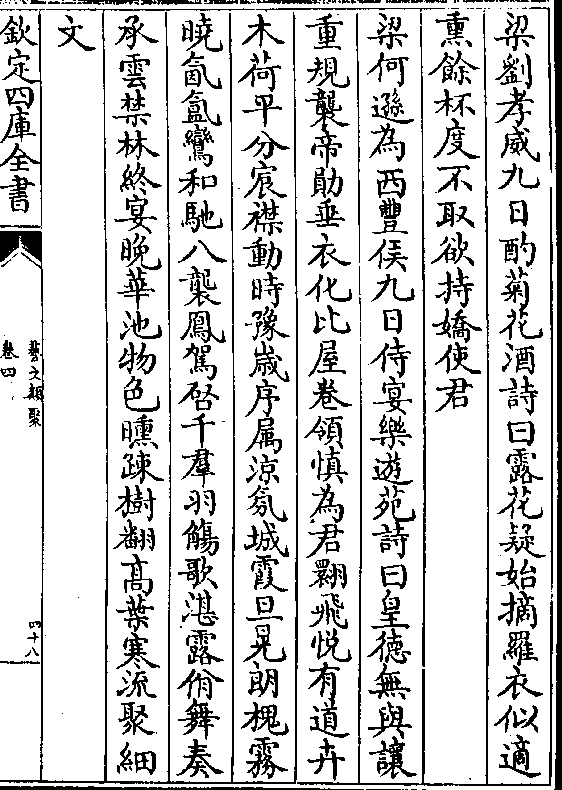 梁劉孝威九日酌菊花酒詩曰露花疑始摘羅衣似適
熏餘杯度不取欲持嬌使君
梁何遜為西豐侯九日侍宴樂遊苑詩曰皇德無與讓
重規襲帝勛垂衣化比屋卷領慎為君翾飛悅有道卉
木荷平分宸襟動時豫歳序属涼氛城霞旦晃朗槐霧
曉氤氲鸞和馳八襲鳳駕啓千羣羽觴歌湛露佾舞奏
承雲禁林終宴晚華池物色曛疎樹翻高葉寒流聚細
文
欽定四庫全書
藝文類聚
卷四
四十八